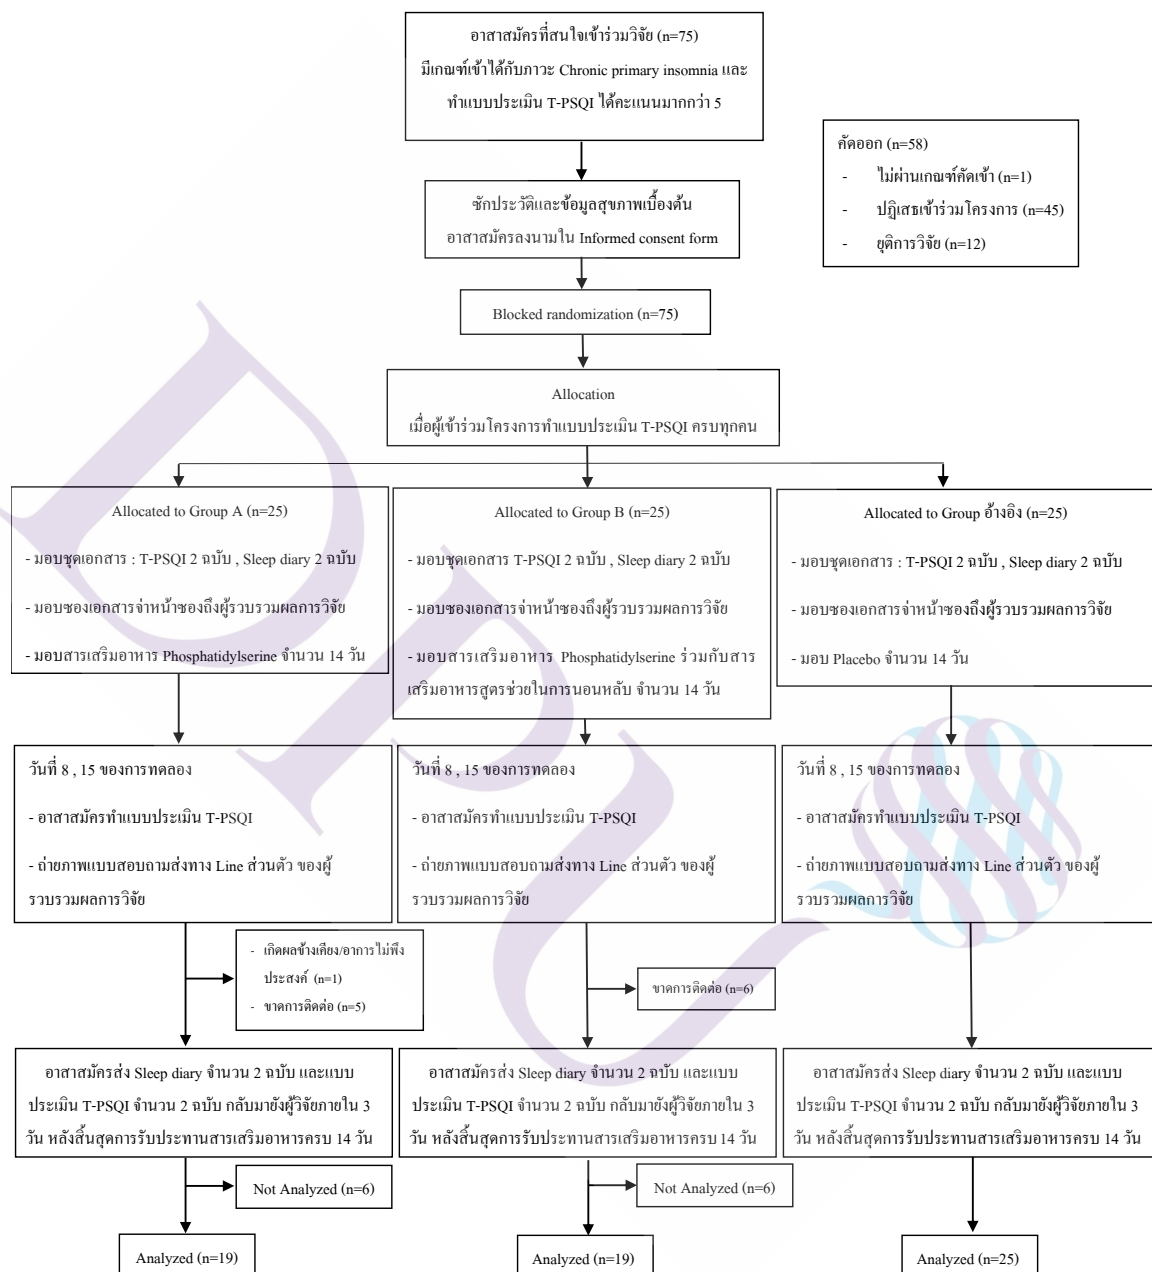 อาสาสมัครที่สนใจเข้าร่วมวิจัย (n=75)
มีเกณฑ์เข้าได้กับภาวะ Chronic primary insomnia และ
ทำแบบประเมิน T-PSQI ได้คะแนนมากกว่า 5
คัดออก (n=58)
- ไม่ผ่านเกณฑ์คัดเข้า (n=1)
- ปฏิเสธเข้าร่วมโครงการ (n=45)
- ยุติการวิจัย (n=12)
ซักประวัติและข้อมูลสุขภาพเบื้องต้น
อาสาสมัครลงนามใน Informed consent form
Blocked randomization (n=75)
Allocation
เมื่อผู้เข้าร่วมโครงการทำแบบประเมิน T-PSQI ครบทุกคน
Allocated to Group A (n=25)
- มอบชุดเอกสาร : T-PSQI 2 ฉบับ , Sleep diary 2 ฉบับ
- มอบซองเอกสารจ่าหน้าซองถึงผู้รวบรวมผลการวิจัย
- มอบสารเสริมอาหาร Phosphatidylserine จำนวน 14 วัน
Allocated to Group B (n=25)
- มอบชุดเอกสาร T-PSQI 2 ฉบับ , Sleep diary 2 ฉบับ
- มอบซองเอกสารจ่าหน้าซองถึงผู้รวบรวมผลการวิจัย
- มอบสารเสริมอาหาร Phosphatidylserine ร่วมกับสาร
เสริมอาหารสูตรช่วยในการนอนหลับ จำนวน 14 วัน
Allocated to Group อ้างอิง (n=25)
- มอบชุดเอกสาร : T-PSQI 2 ฉบับ , Sleep diary 2 ฉบับ
- มอบซองเอกสารจ่าหน้าซองถึงผู้รวบรวมผลการวิจัย
- มอบ Placebo จำนวน 14 วัน
วันที่ 8 , 15 ของการทดลอง
- อาสาสมัครทำแบบประเมิน T-PSQI
- ถ่ายภาพแบบสอบถามส่งทาง Line ส่วนตัว ของผู้
รวบรวมผลการวิจัย
วันที่ 8 , 15 ของการทดลอง
- อาสาสมัครทำแบบประเมิน T-PSQI
- ถ่ายภาพแบบสอบถามส่งทาง Line ส่วนตัว ของผู้
รวบรวมผลการวิจัย
วันที่ 8 , 15 ของการทดลอง
- อาสาสมัครทำแบบประเมิน T-PSQI
- ถ่ายภาพแบบสอบถามส่งทาง Line ส่วนตัว ของผู้
รวบรวมผลการวิจัย
- เกิดผลข้างเคียง/อาการไม่พึง
ประสงค์ (n=1)
- ขาดการติดต่อ (n=5)
ขาดการติดต่อ (n=6)
อาสาสมัครส่ง Sleep diary จำนวน 2 ฉบับ และแบบ
ประเมิน T-PSQI จำนวน 2 ฉบับ กลับมายังผู้วิจัยภายใน 3
วัน หลังสิ้นสุดการรับประทานสารเสริมอาหารครบ 14 วัน
อาสาสมัครส่ง Sleep diary จำนวน 2 ฉบับ และแบบ
ประเมิน T-PSQI จำนวน 2 ฉบับ กลับมายังผู้วิจัยภายใน 3
วัน หลังสิ้นสุดการรับประทานสารเสริมอาหารครบ 14 วัน
อาสาสมัครส่ง Sleep diary จำนวน 2 ฉบับ และแบบ
ประเมิน T-PSQI จำนวน 2 ฉบับ กลับมายังผู้วิจัยภายใน 3
วัน หลังสิ้นสุดการรับประทานสารเสริมอาหารครบ 14 วัน
Not Analyzed (n=6)
Not Analyzed (n=6)
Analyzed (n=19)
Analyzed (n=19)
Analyzed (n=25)
DPU